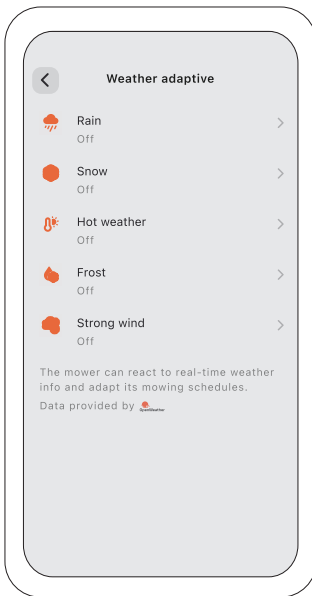 Weather adaptive
Rain
Off
Snow
Off
Hot weather
Off
Frost
Off
Strong wind
Off
The mower can react to real-time weather
info and adapt its mowing schedules.
Data provided by OpenWeather